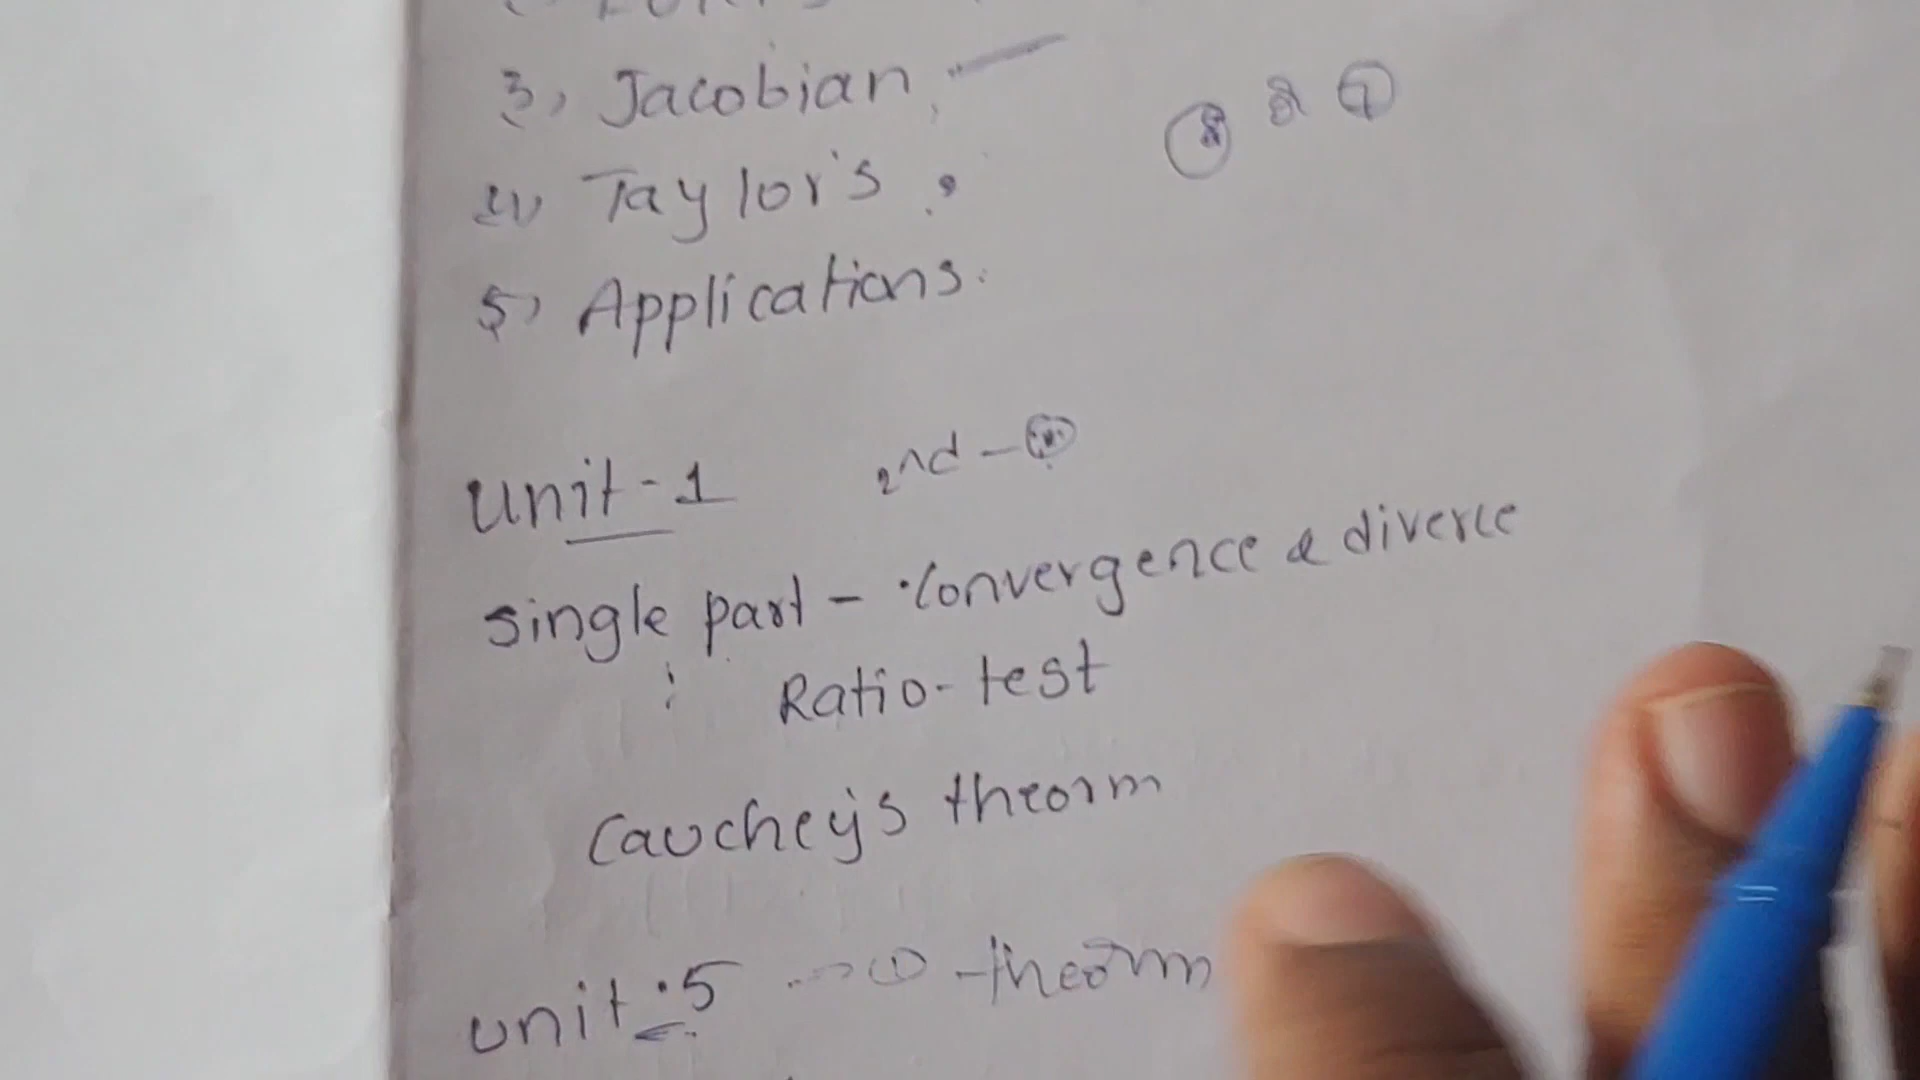 3, Jacobian,
Taylor's.
5, Applications.
unit-1 2nd -
single part - convergence & diverce
: Ratio-test
Cauchey's theorm
unit:5 → ① theorm